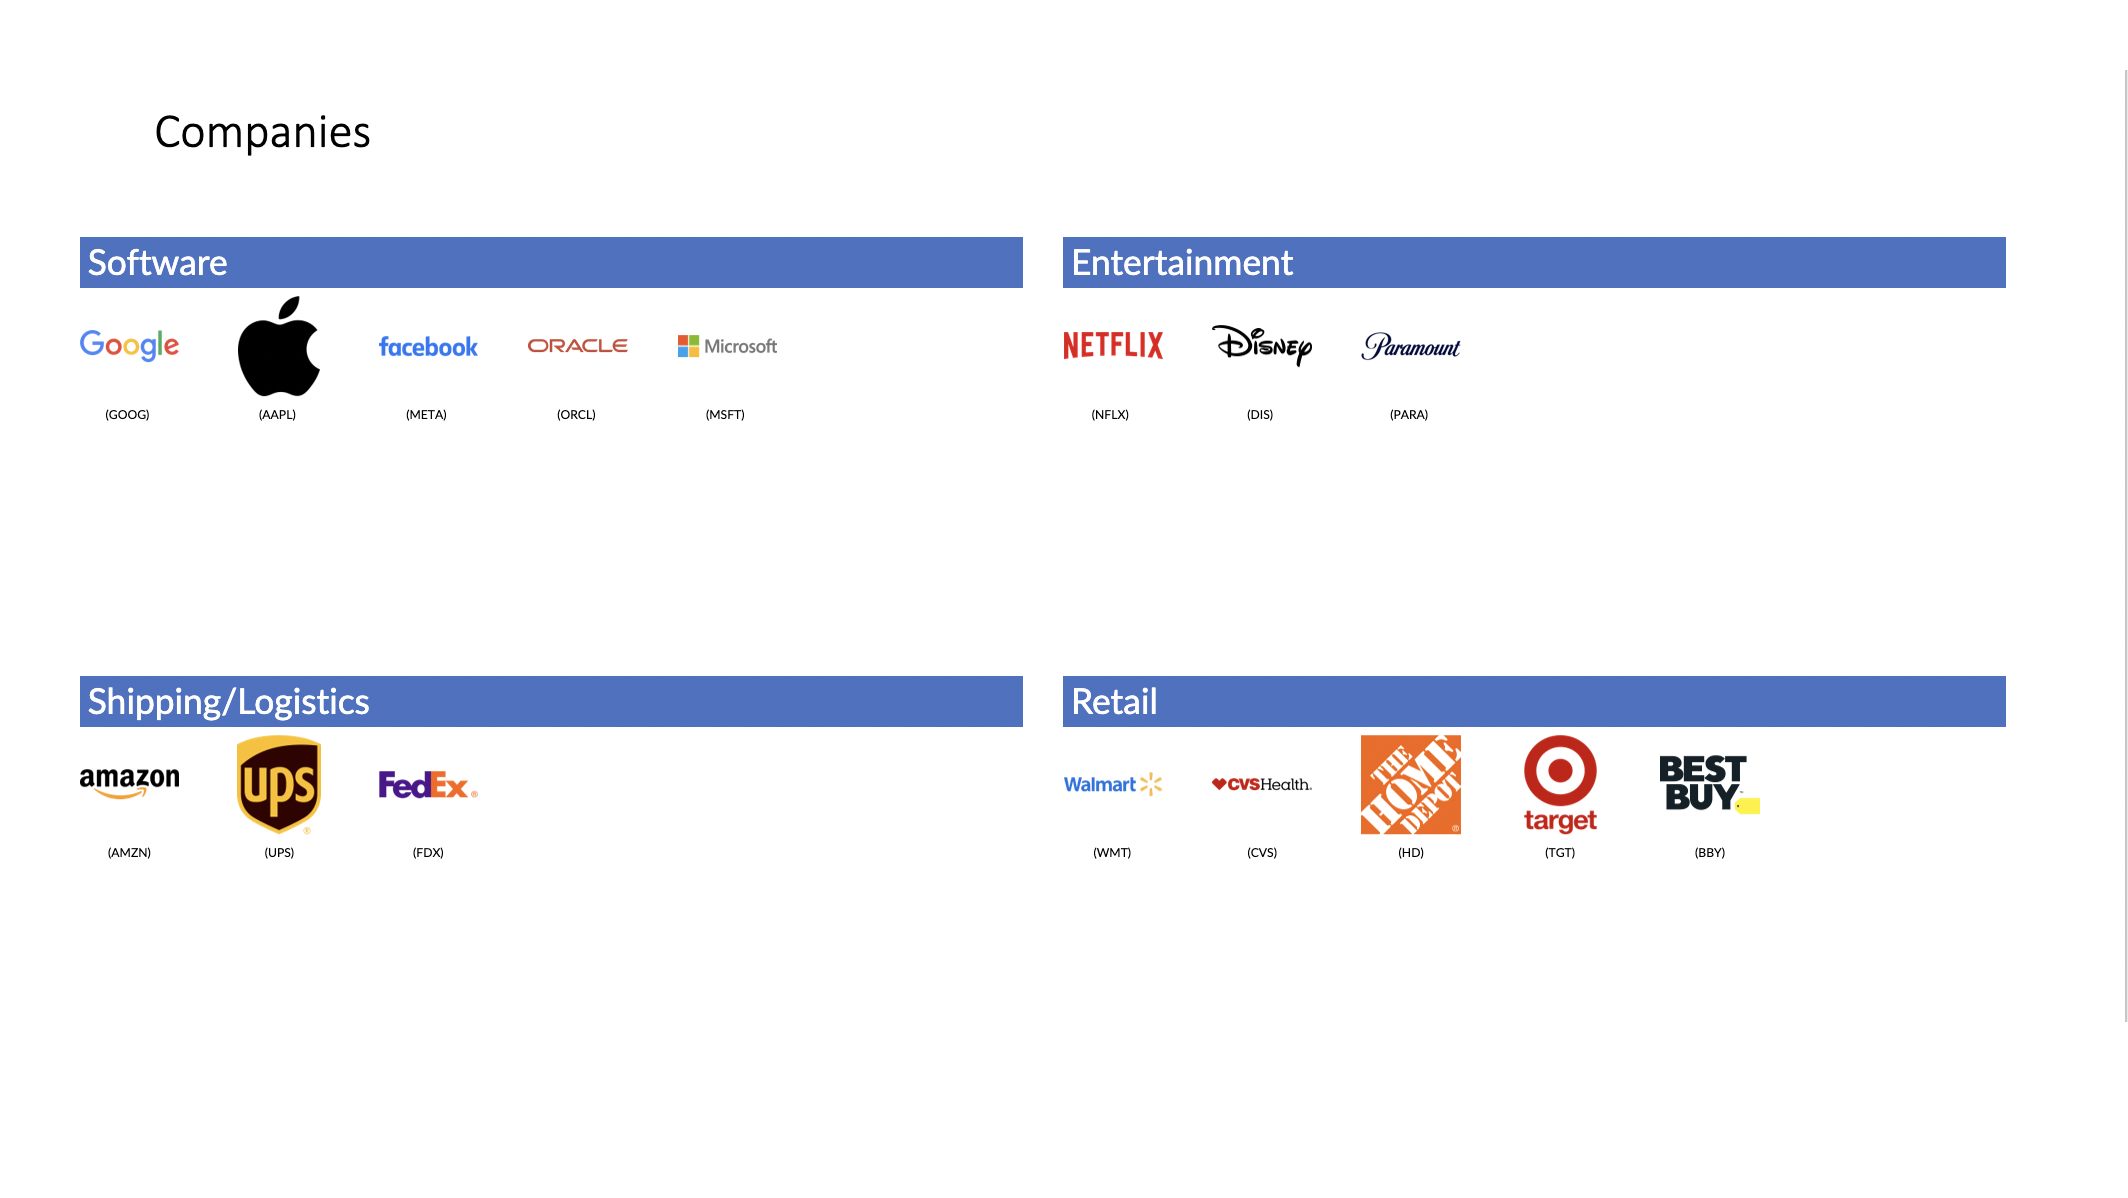 Companies
Software
Google
facebook
ORACLE
Microsoft
(GOOG)
(AAPL)
(META)
(ORCL)
(MSFT)
Entertainment
NETFLIX
Disney
Paramount
(NFLX)
(DIS)
(PARA)
Shipping/Logistics
amazon
ups
FedEx®
(AMZN)
(UPS)
(FDX)
Retail
Walmart
CVSHealth.
THE
HOME
DEPOT
target
BEST
BUY
(WMT)
(CVS)
(HD)
(TGT)
(BBY)